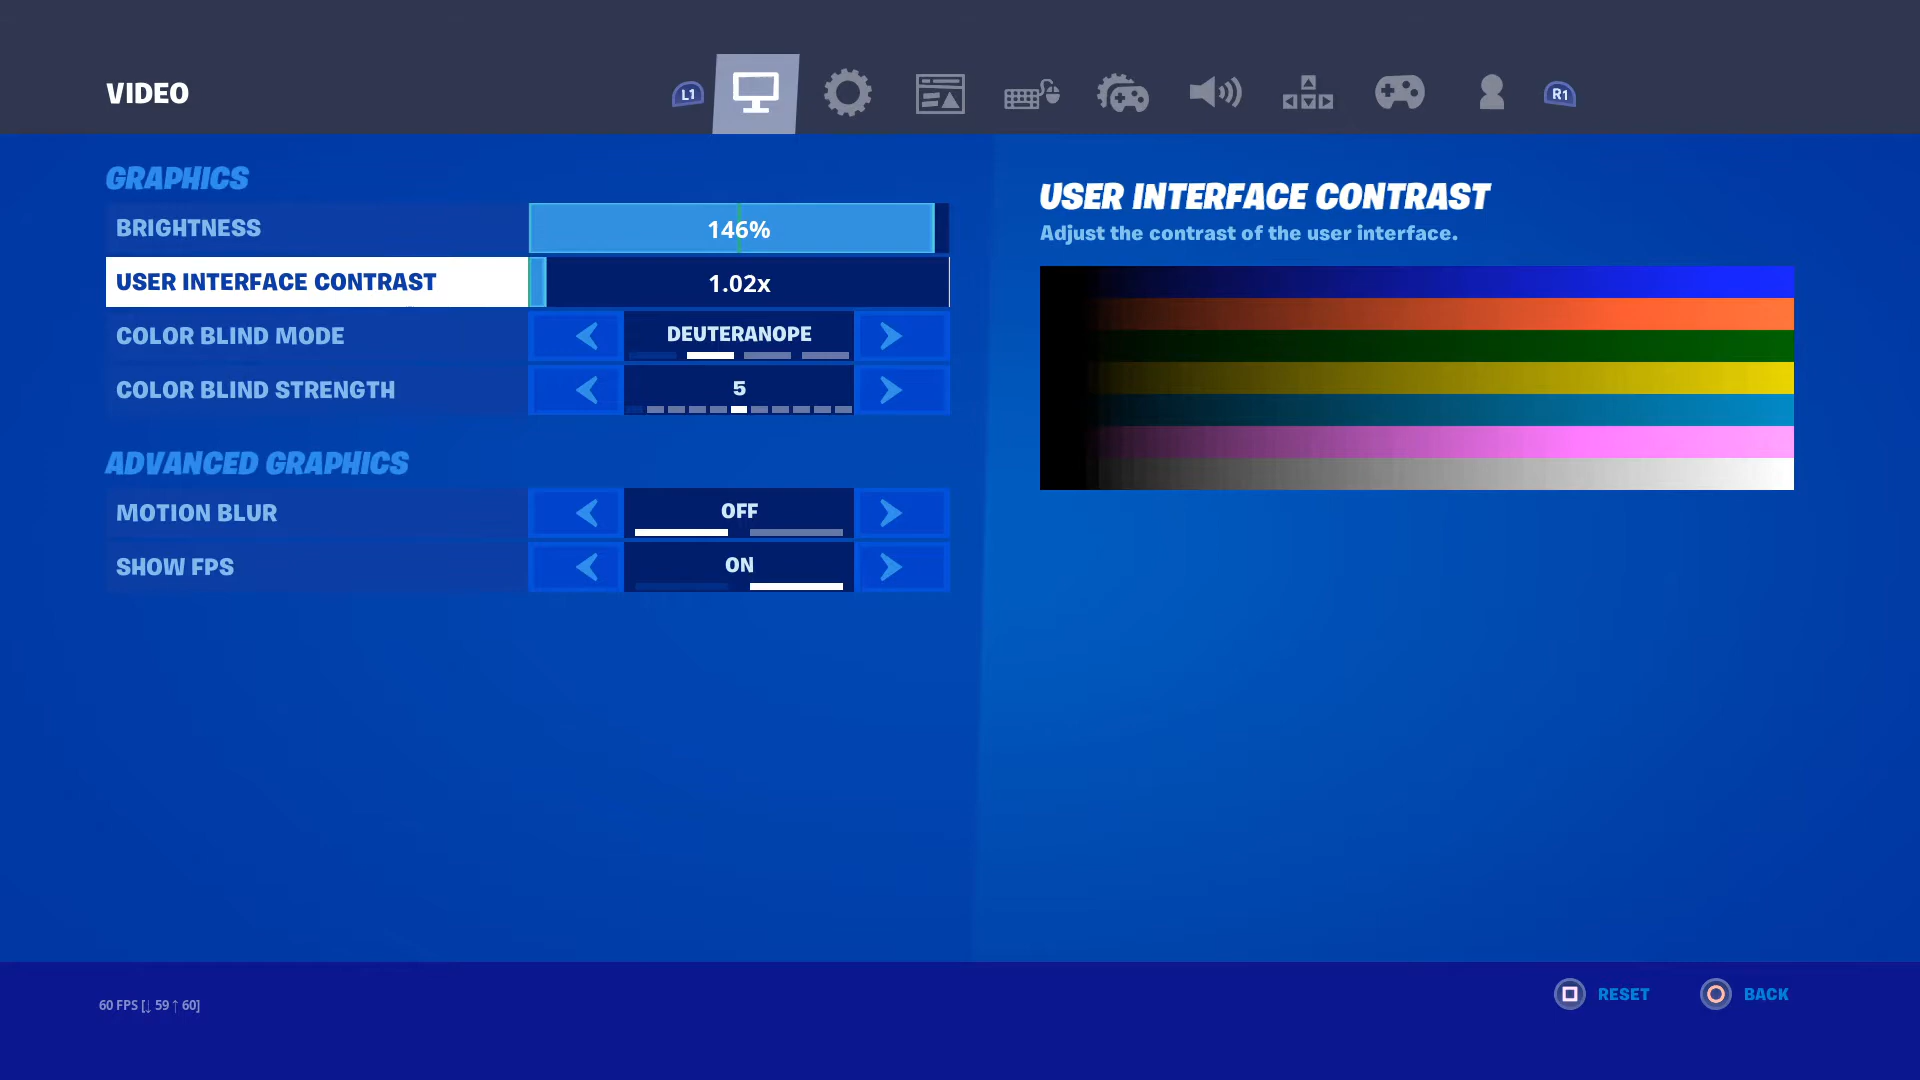 VIDEO
L1
R1
GRAPHICS
BRIGHTNESS
146%
USER INTERFACE CONTRAST
1.02x
COLOR BLIND MODE
DEUTERANOPE
COLOR BLIND STRENGTH
5
ADVANCED GRAPHICS
MOTION BLUR
OFF
SHOW FPS
ON
USER INTERFACE CONTRAST
Adjust the contrast of the user interface.
60 FPS [↓ 59 ↑ 60]
RESET
BACK